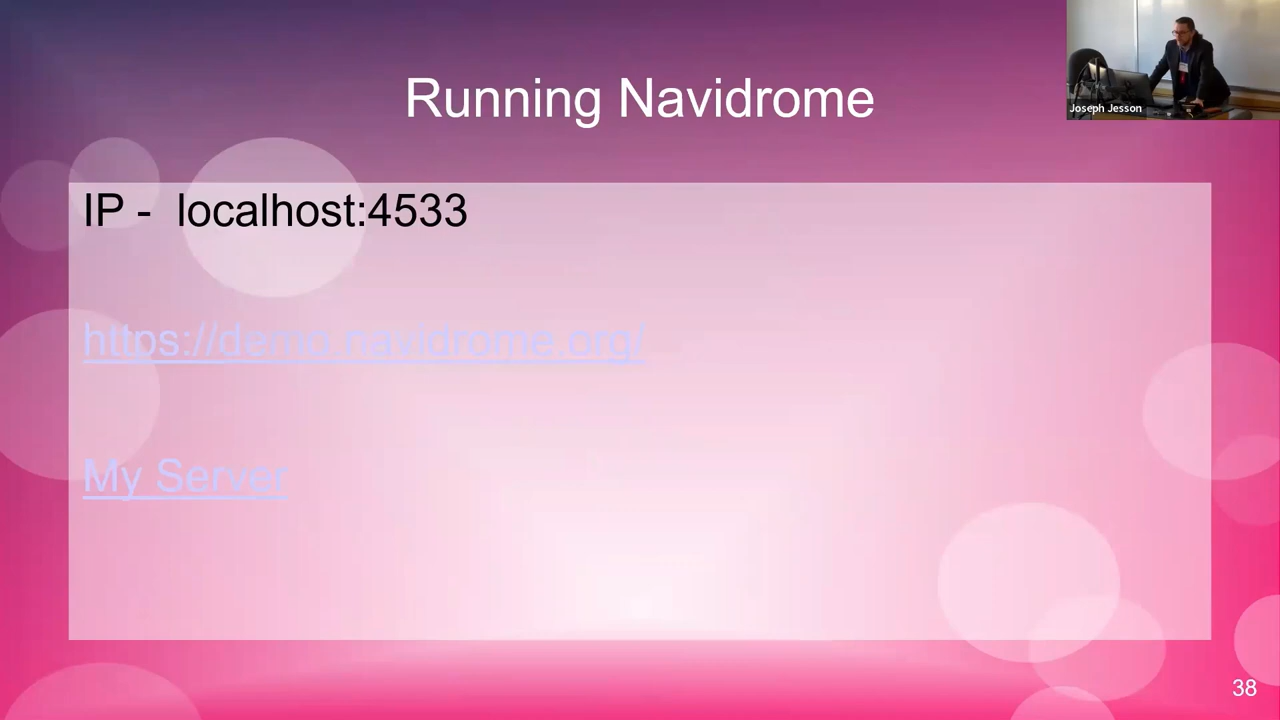 Running Navidrome
Joseph Jesson
IP -  localhost:4533
https://demo.navidrome.org/
My Server
38